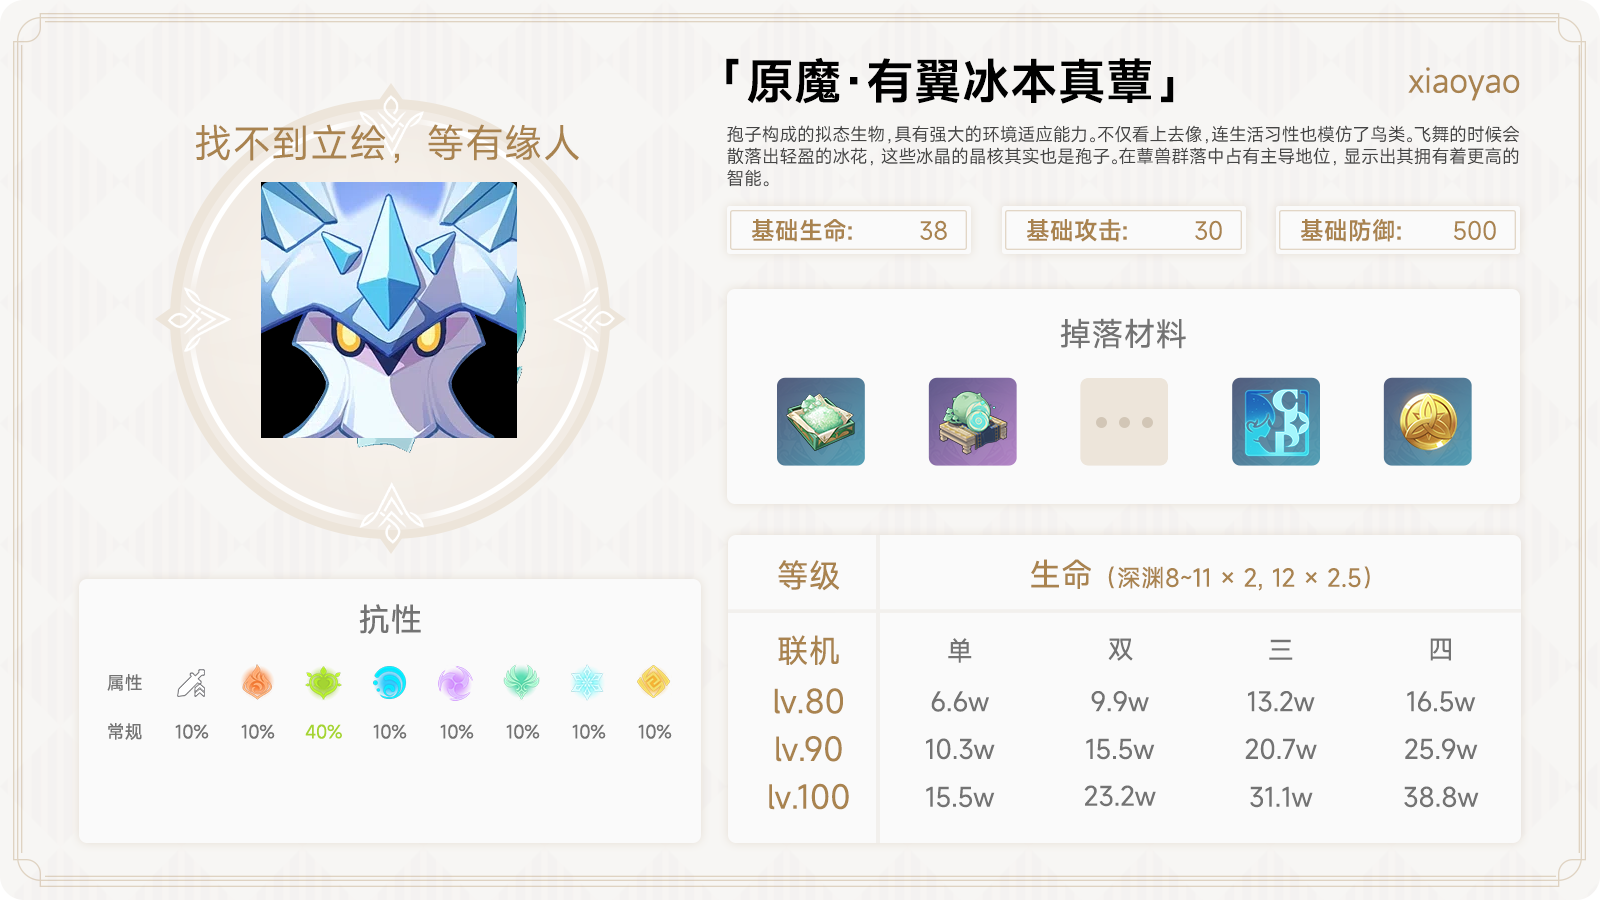 「原魔·有翼冰本真蕈」
xiaoyao
找不到立绘，等有缘人
孢子构成的拟态生物,具有强大的环境适应能力。不仅看上去像,连生活习性也模仿了鸟类。飞舞的时候会
散落出轻盈的冰花,这些冰晶的晶核其实也是孢子。在蕈兽群落中占有主导地位,显示出其拥有着更高的
智能。
基础生命: 38
基础攻击: 30
基础防御: 500
掉落材料
抗性
属性
常规 10% 10% 40% 10% 10% 10% 10% 10%
等级 生命（深渊8~11 × 2, 12 × 2.5）
联机 单 双 三 四
lv.80 6.6w 9.9w 13.2w 16.5w
lv.90 10.3w 15.5w 20.7w 25.9w
lv.100 15.5w 23.2w 31.1w 38.8w